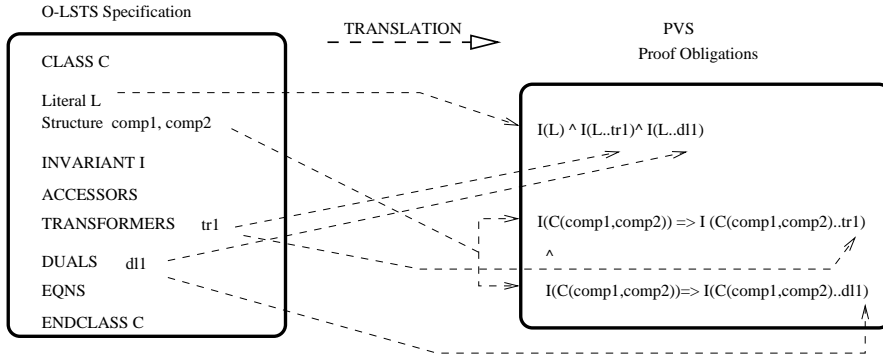 O-LSTS Specification
TRANSLATION
PVS
Proof Obligations
CLASS C
Literal L
Structure comp1, comp2
INVARIANT I
ACCESSORS
TRANSFORMERS tr1
DUALS dl1
EQNS
ENDCLASS C
I(L) ^ I(L..tr1)^ I(L..dl1)
I(C(comp1,comp2)) => I (C(comp1,comp2)..tr1)
^
I(C(comp1,comp2))=> I(C(comp1,comp2)..dl1)